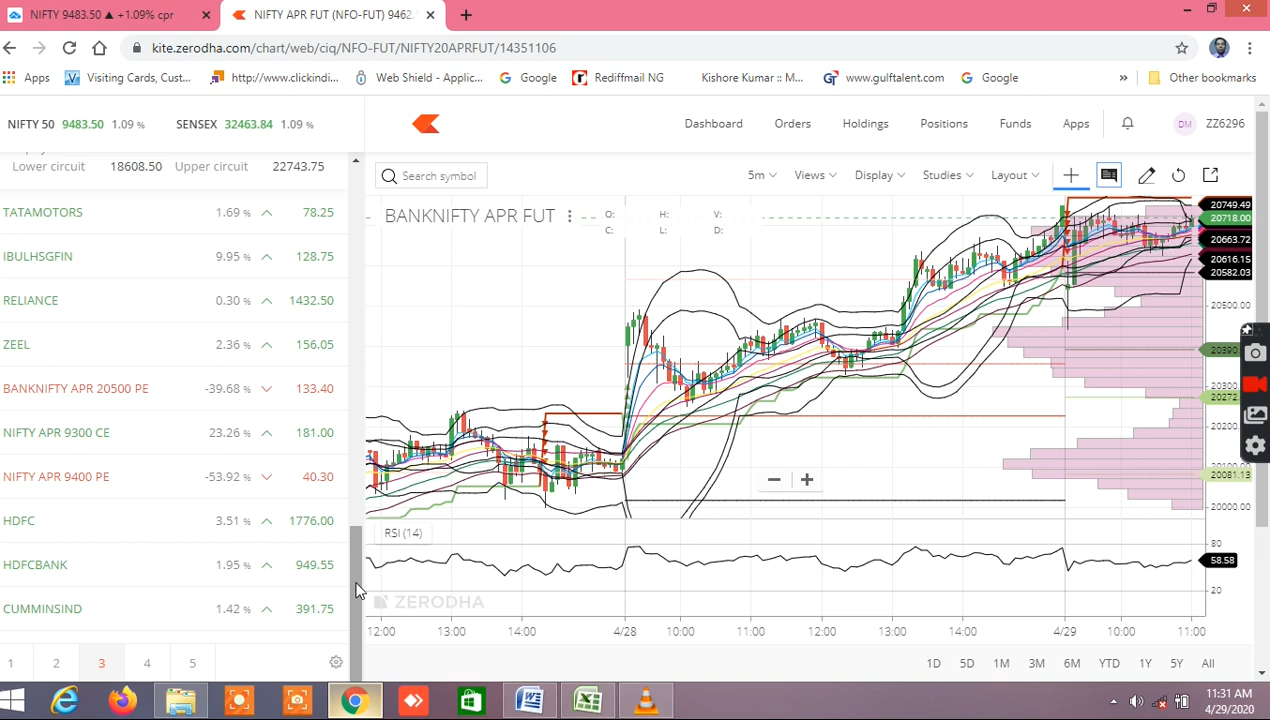 NIFTY 9483.50 ▲ +1.09% cpr
NIFTY APR FUT (NFO-FUT) 9462.
kite.zerodha.com/chart/web/ciq/NFO-FUT/NIFTY20APRFUT/14351106
Apps Visiting Cards, Cust... http://www.clickindi... Web Shield - Applic... Google Rediffmail NG Kishore Kumar :: M... www.gulftalent.com Google » Other bookmarks
NIFTY 50 9483.50 1.09 % SENSEX 32463.84 1.09 %
Dashboard Orders Holdings Positions Funds Apps DM ZZ6296
Lower circuit 18608.50 Upper circuit 22743.75
Search symbol 5m Views Display Studies Layout
TATAMOTORS 1.69 % 78.25
IBULHSGFIN 9.95 % 128.75
RELIANCE 0.30 % 1432.50
ZEEL 2.36 % 156.05
BANKNIFTY APR 20500 PE -39.68 % 133.40
NIFTY APR 9300 CE 23.26 % 181.00
NIFTY APR 9400 PE -53.92 % 40.30
HDFC 3.51 % 1776.00
HDFCBANK 1.95 % 949.55
CUMMINSIND 1.42 % 391.75
1 2 3 4 5
BANKNIFTY APR FUT
O: H: V:
C: L: D:
20749.49
20718.00
20663.72
20616.15
20582.03
20500.00
20390
20300
20272
20200
20081.13
20000.00
RSI (14)
80
58.58
20
ZERODHA
12:00 13:00 14:00 4/28 10:00 11:00 12:00 13:00 14:00 4/29 10:00 11:00
1D 5D 1M 3M 6M YTD 1Y 5Y All
11:31 AM
4/29/2020